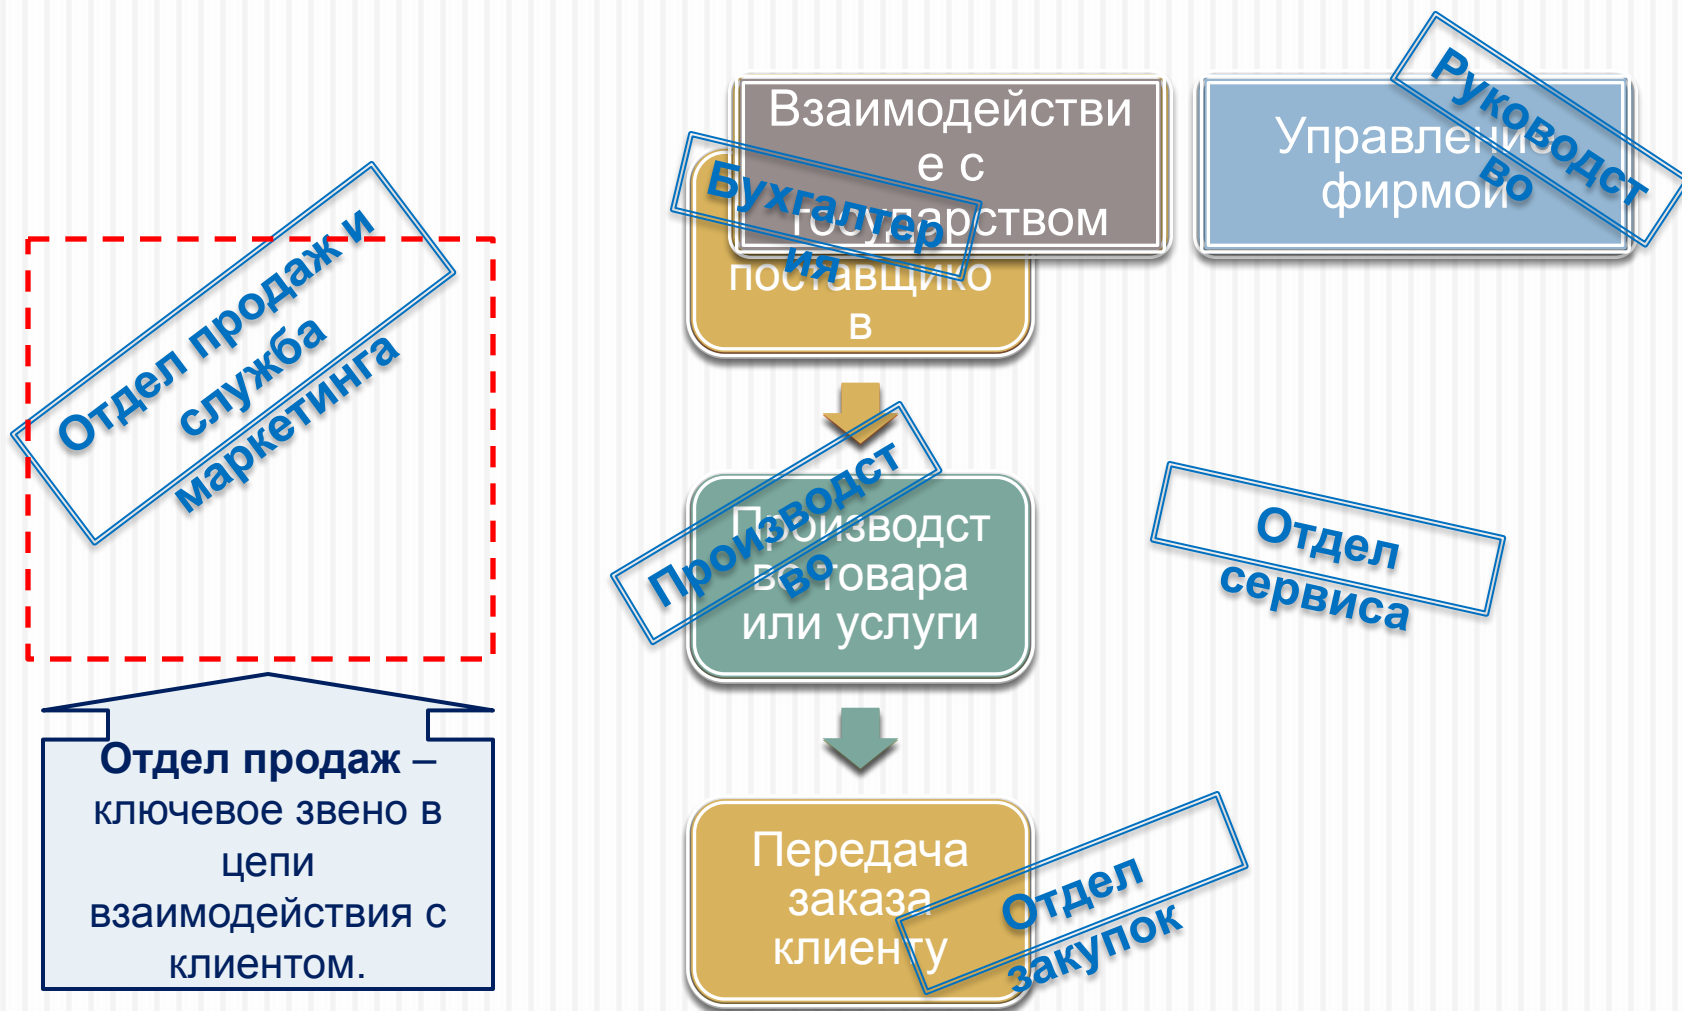 Взаимодействи
е с
государством
Управление
фирмой
Руководст
во
Бухгалтер
ия
поставщико
в
Отдел продаж и
служба
маркетинга
Производст
во
Производст
во товара
или услуги
Отдел
сервиса
Отдел продаж –
ключевое звено в
цепи
взаимодействия с
клиентом.
Передача
заказа
клиенту
Отдел
закупок